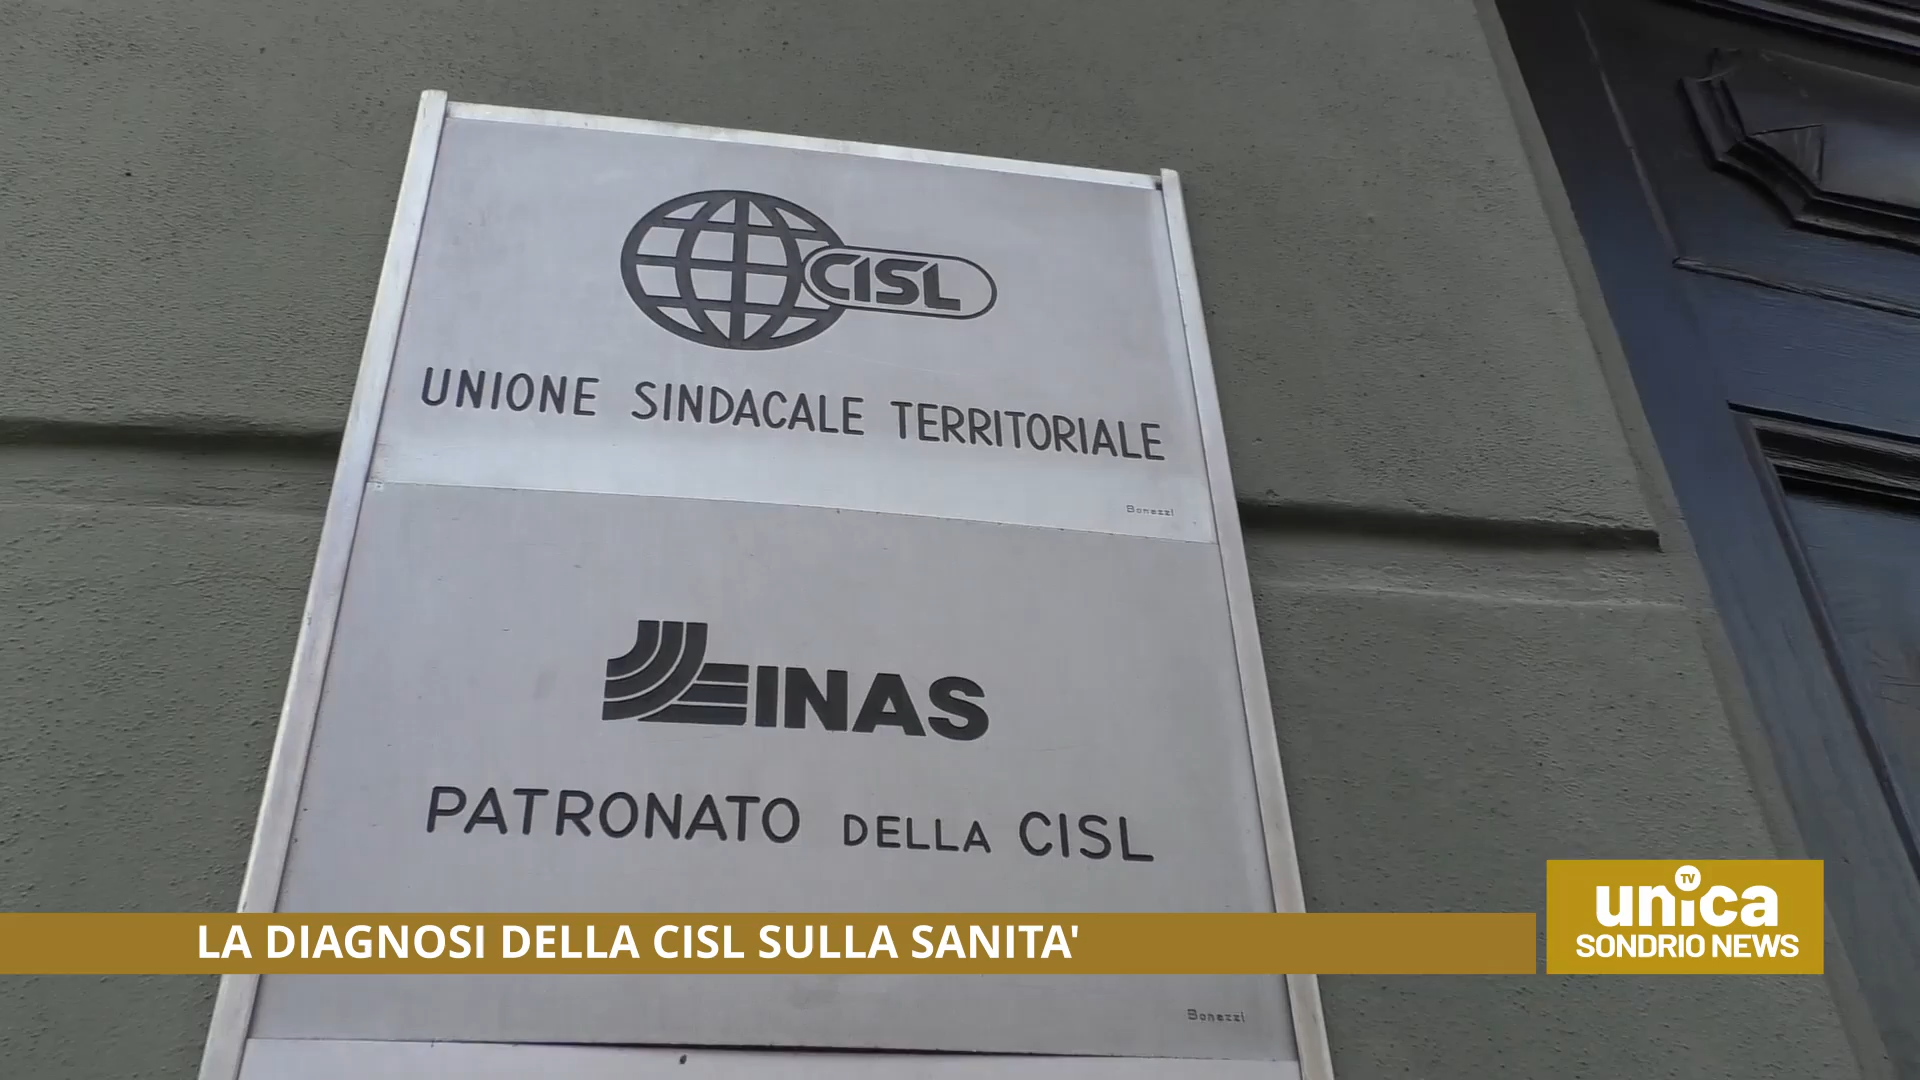 CISL
UNIONE SINDACALE TERRITORIALE
Bonezzi
INAS
PATRONATO DELLA CISL
LA DIAGNOSI DELLA CISL SULLA SANITA'
unica TV
SONDRIO NEWS
Bonezzi